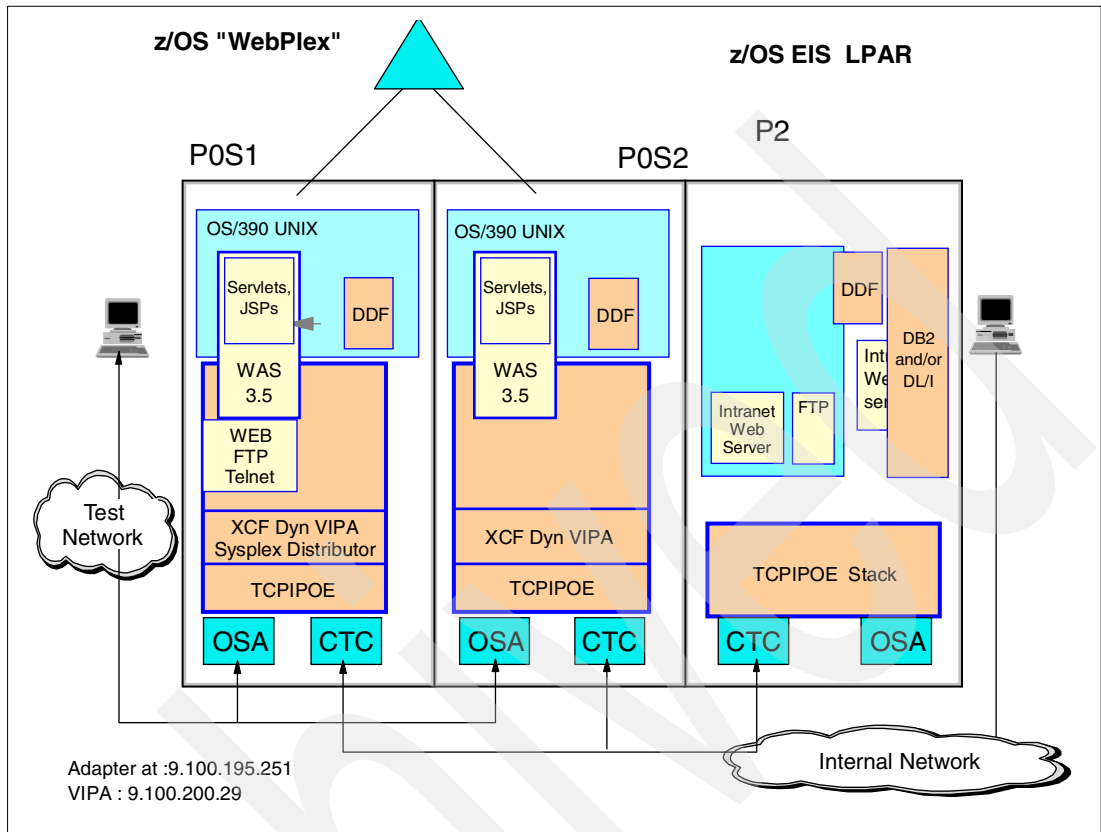 z/OS "WebPlex"
z/OS EIS LPAR
P2
P0S1
P0S2
OS/390 UNIX
Servlets,
JSPs
DDF
WAS
3.5
WEB
FTP
Telnet
XCF Dyn VIPA
Sysplex Distributor
TCPIPOE
OSA
CTC
OS/390 UNIX
Servlets,
JSPs
DDF
WAS
3.5
XCF Dyn VIPA
TCPIPOE
OSA
CTC
DDF
DB2
and/or
DL/I
Intr
We
ser
Intranet
Web
Server
FTP
TCPIPOE Stack
CTC
OSA
Test
Network
Internal Network
Adapter at :9.100.195.251
VIPA : 9.100.200.29